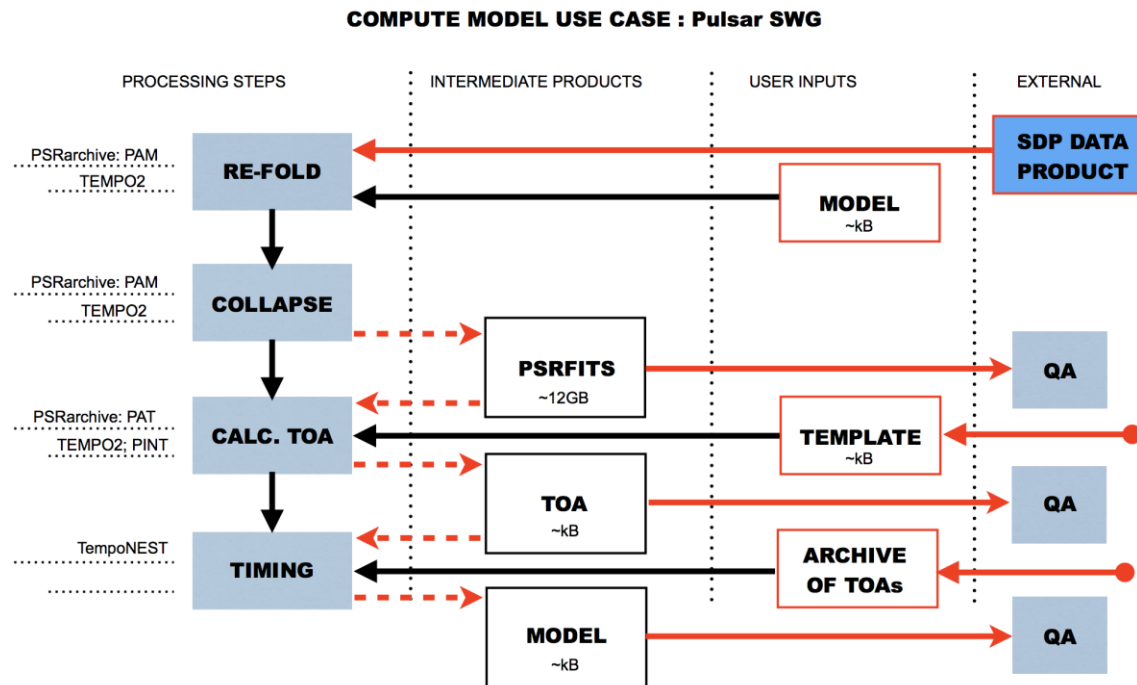 COMPUTE MODEL USE CASE : Pulsar SWG
PROCESSING STEPS
INTERMEDIATE PRODUCTS
USER INPUTS
EXTERNAL
PSRarchive: PAM
TEMPO2
RE-FOLD
SDP DATA
PRODUCT
MODEL
~kB
PSRarchive: PAM
TEMPO2
COLLAPSE
PSRFITS
~12GB
QA
PSRarchive: PAT
TEMPO2; PINT
CALC. TOA
TEMPLATE
~kB
TOA
~kB
QA
TempoNEST
TIMING
ARCHIVE
OF TOAs
MODEL
~kB
QA